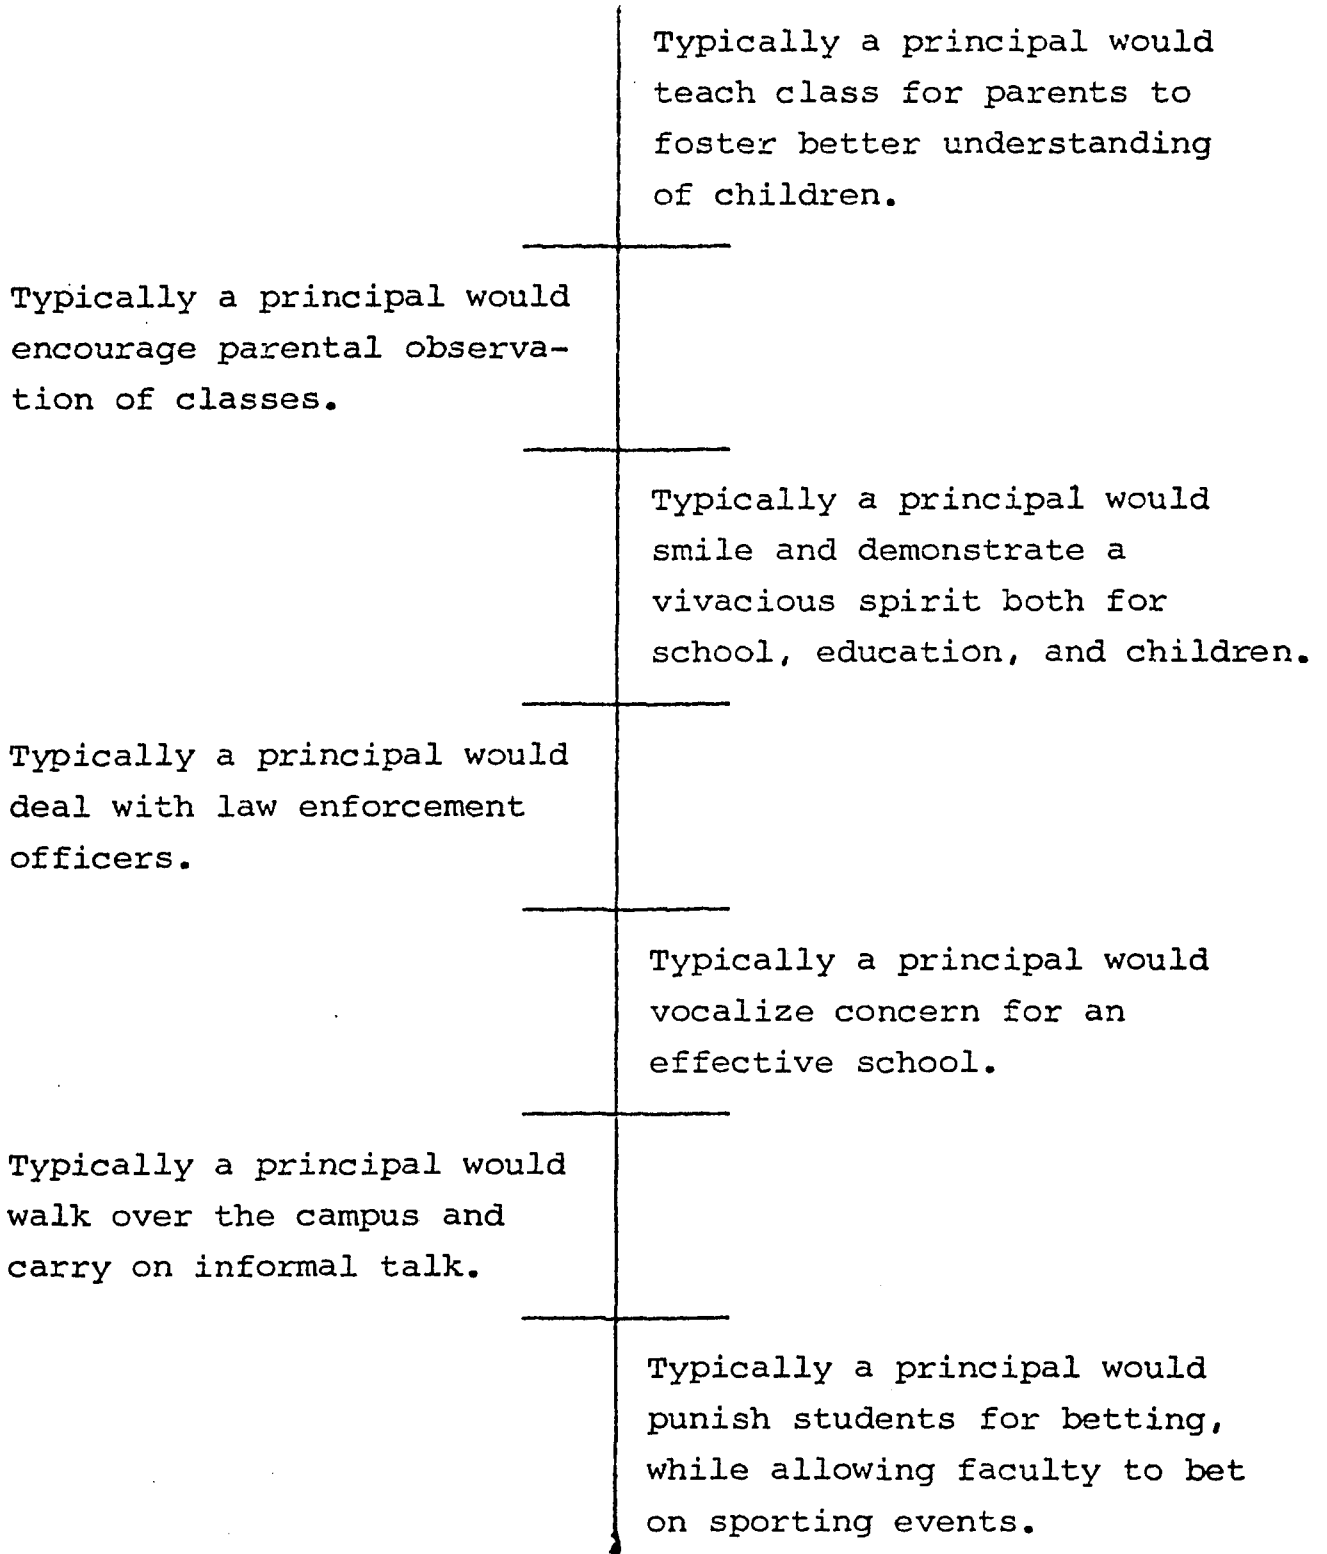 Typically a principal would
teach class for parents to
foster better understanding
of children.
Typically a principal would
encourage parental observa-
tion of classes.
Typically a principal would
smile and demonstrate a
vivacious spirit both for
school, education, and children.
Typically a principal would
deal with law enforcement
officers.
Typically a principal would
vocalize concern for an
effective school.
Typically a principal would
walk over the campus and
carry on informal talk.
Typically a principal would
punish students for betting,
while allowing faculty to bet
on sporting events.